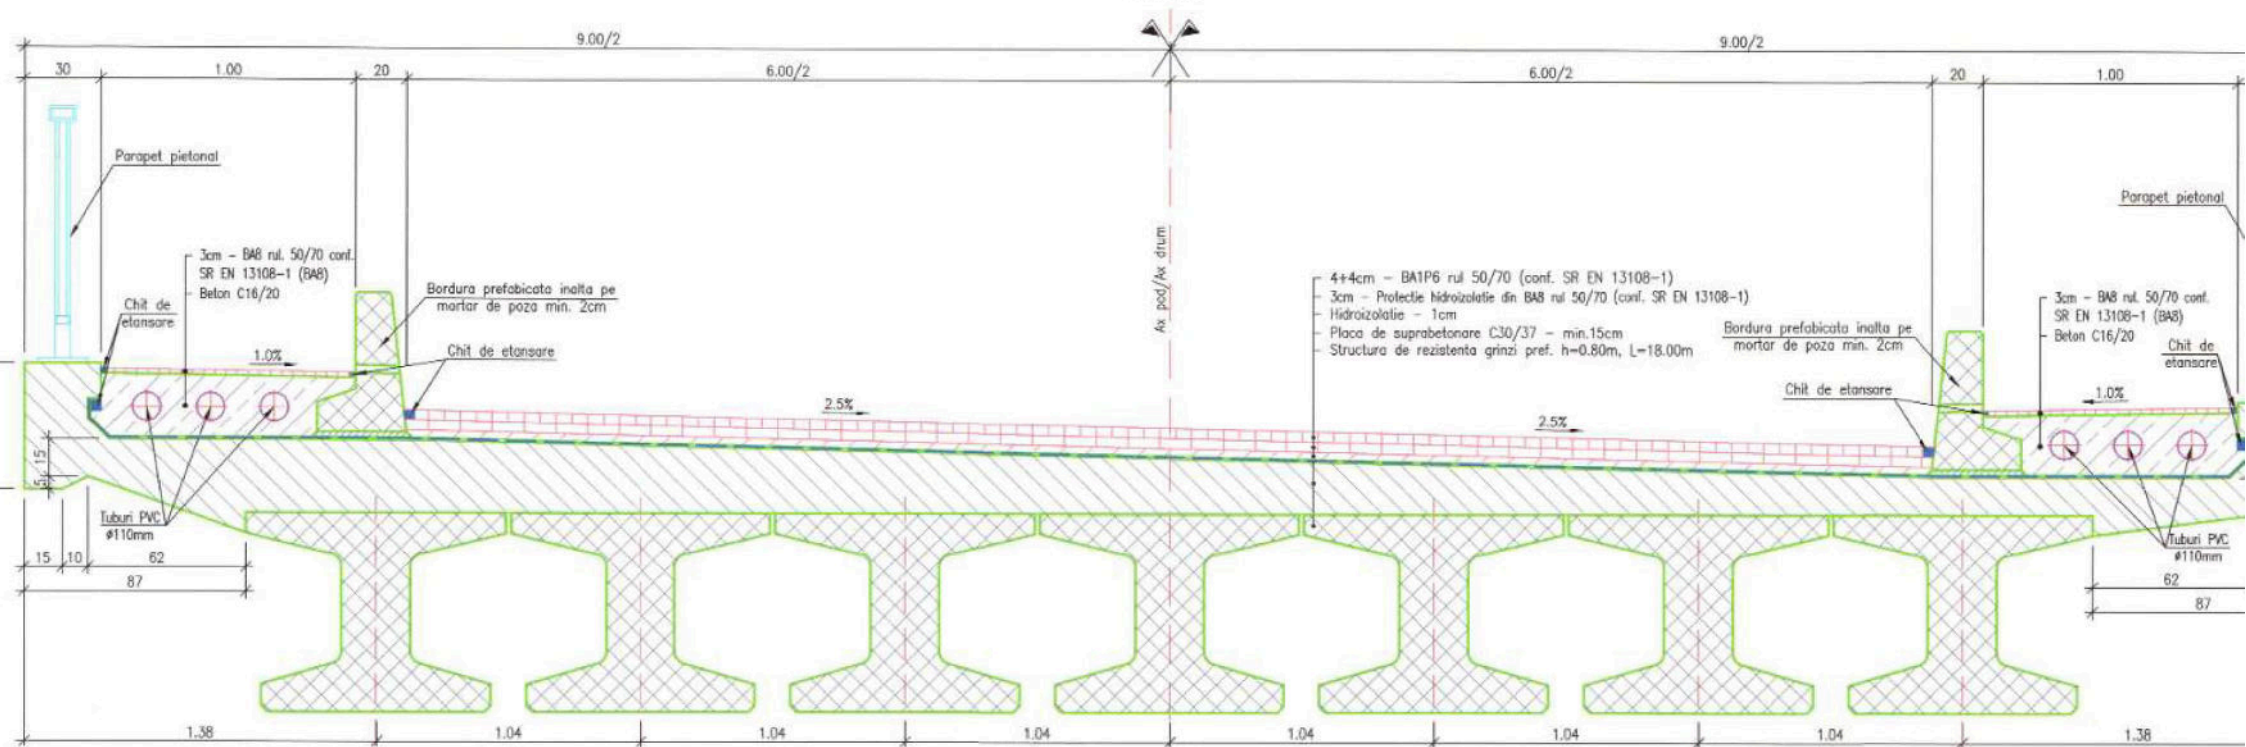 9.00/2
9.00/2
30
1.00
20
6.00/2
6.00/2
20
1.00
Parapet pietonal
Parapet pietonal
Ax pod/Ax drum
3cm - BA8 rul. 50/70 conf.
SR EN 13108-1 (BA8)
Beton C16/20
Chit de
etansare
Bordura prefabicata inalta pe
mortar de poza min. 2cm
Chit de etansare
4+4cm - BA1P6 rul 50/70 (conf. SR EN 13108-1)
3cm - Protectie hidroizolatie din BA8 rul 50/70 (conf. SR EN 13108-1)
Hidroizolatie - 1cm
Placa de suprabetonare C30/37 - min.15cm
Structura de rezistenta grinzi pref. h=0.80m, L=18.00m
Bordura prefabicata inalta pe
mortar de poza min. 2cm
Chit de etansare
3cm - BA8 rul. 50/70 conf.
SR EN 13108-1 (BA8)
Beton C16/20
Chit de
etansare
1.0%
2.5%
2.5%
1.0%
15
5
Tuburi PVC
ø110mm
Tuburi PVC
ø110mm
15
10
62
87
62
87
1.38
1.04
1.04
1.04
1.04
1.04
1.04
1.38